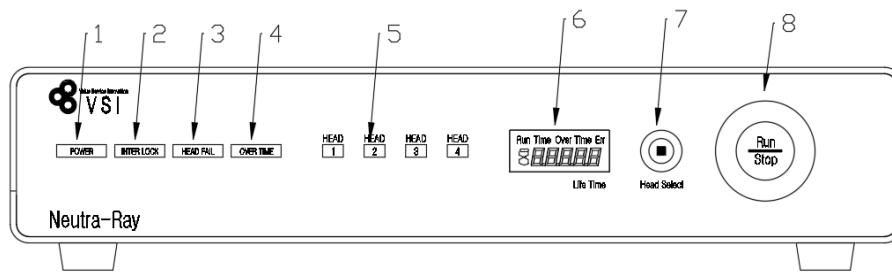 1 2 3 4 5 6 7 8
Value Service Innovation
VSI
POWER INTER LOCK HEAD FAIL OVER TIME
HEAD HEAD HEAD HEAD
1 2 3 4
Run Time Over Time Err
88888
Life Time
Head Select
Run
Stop
Neutra-Ray